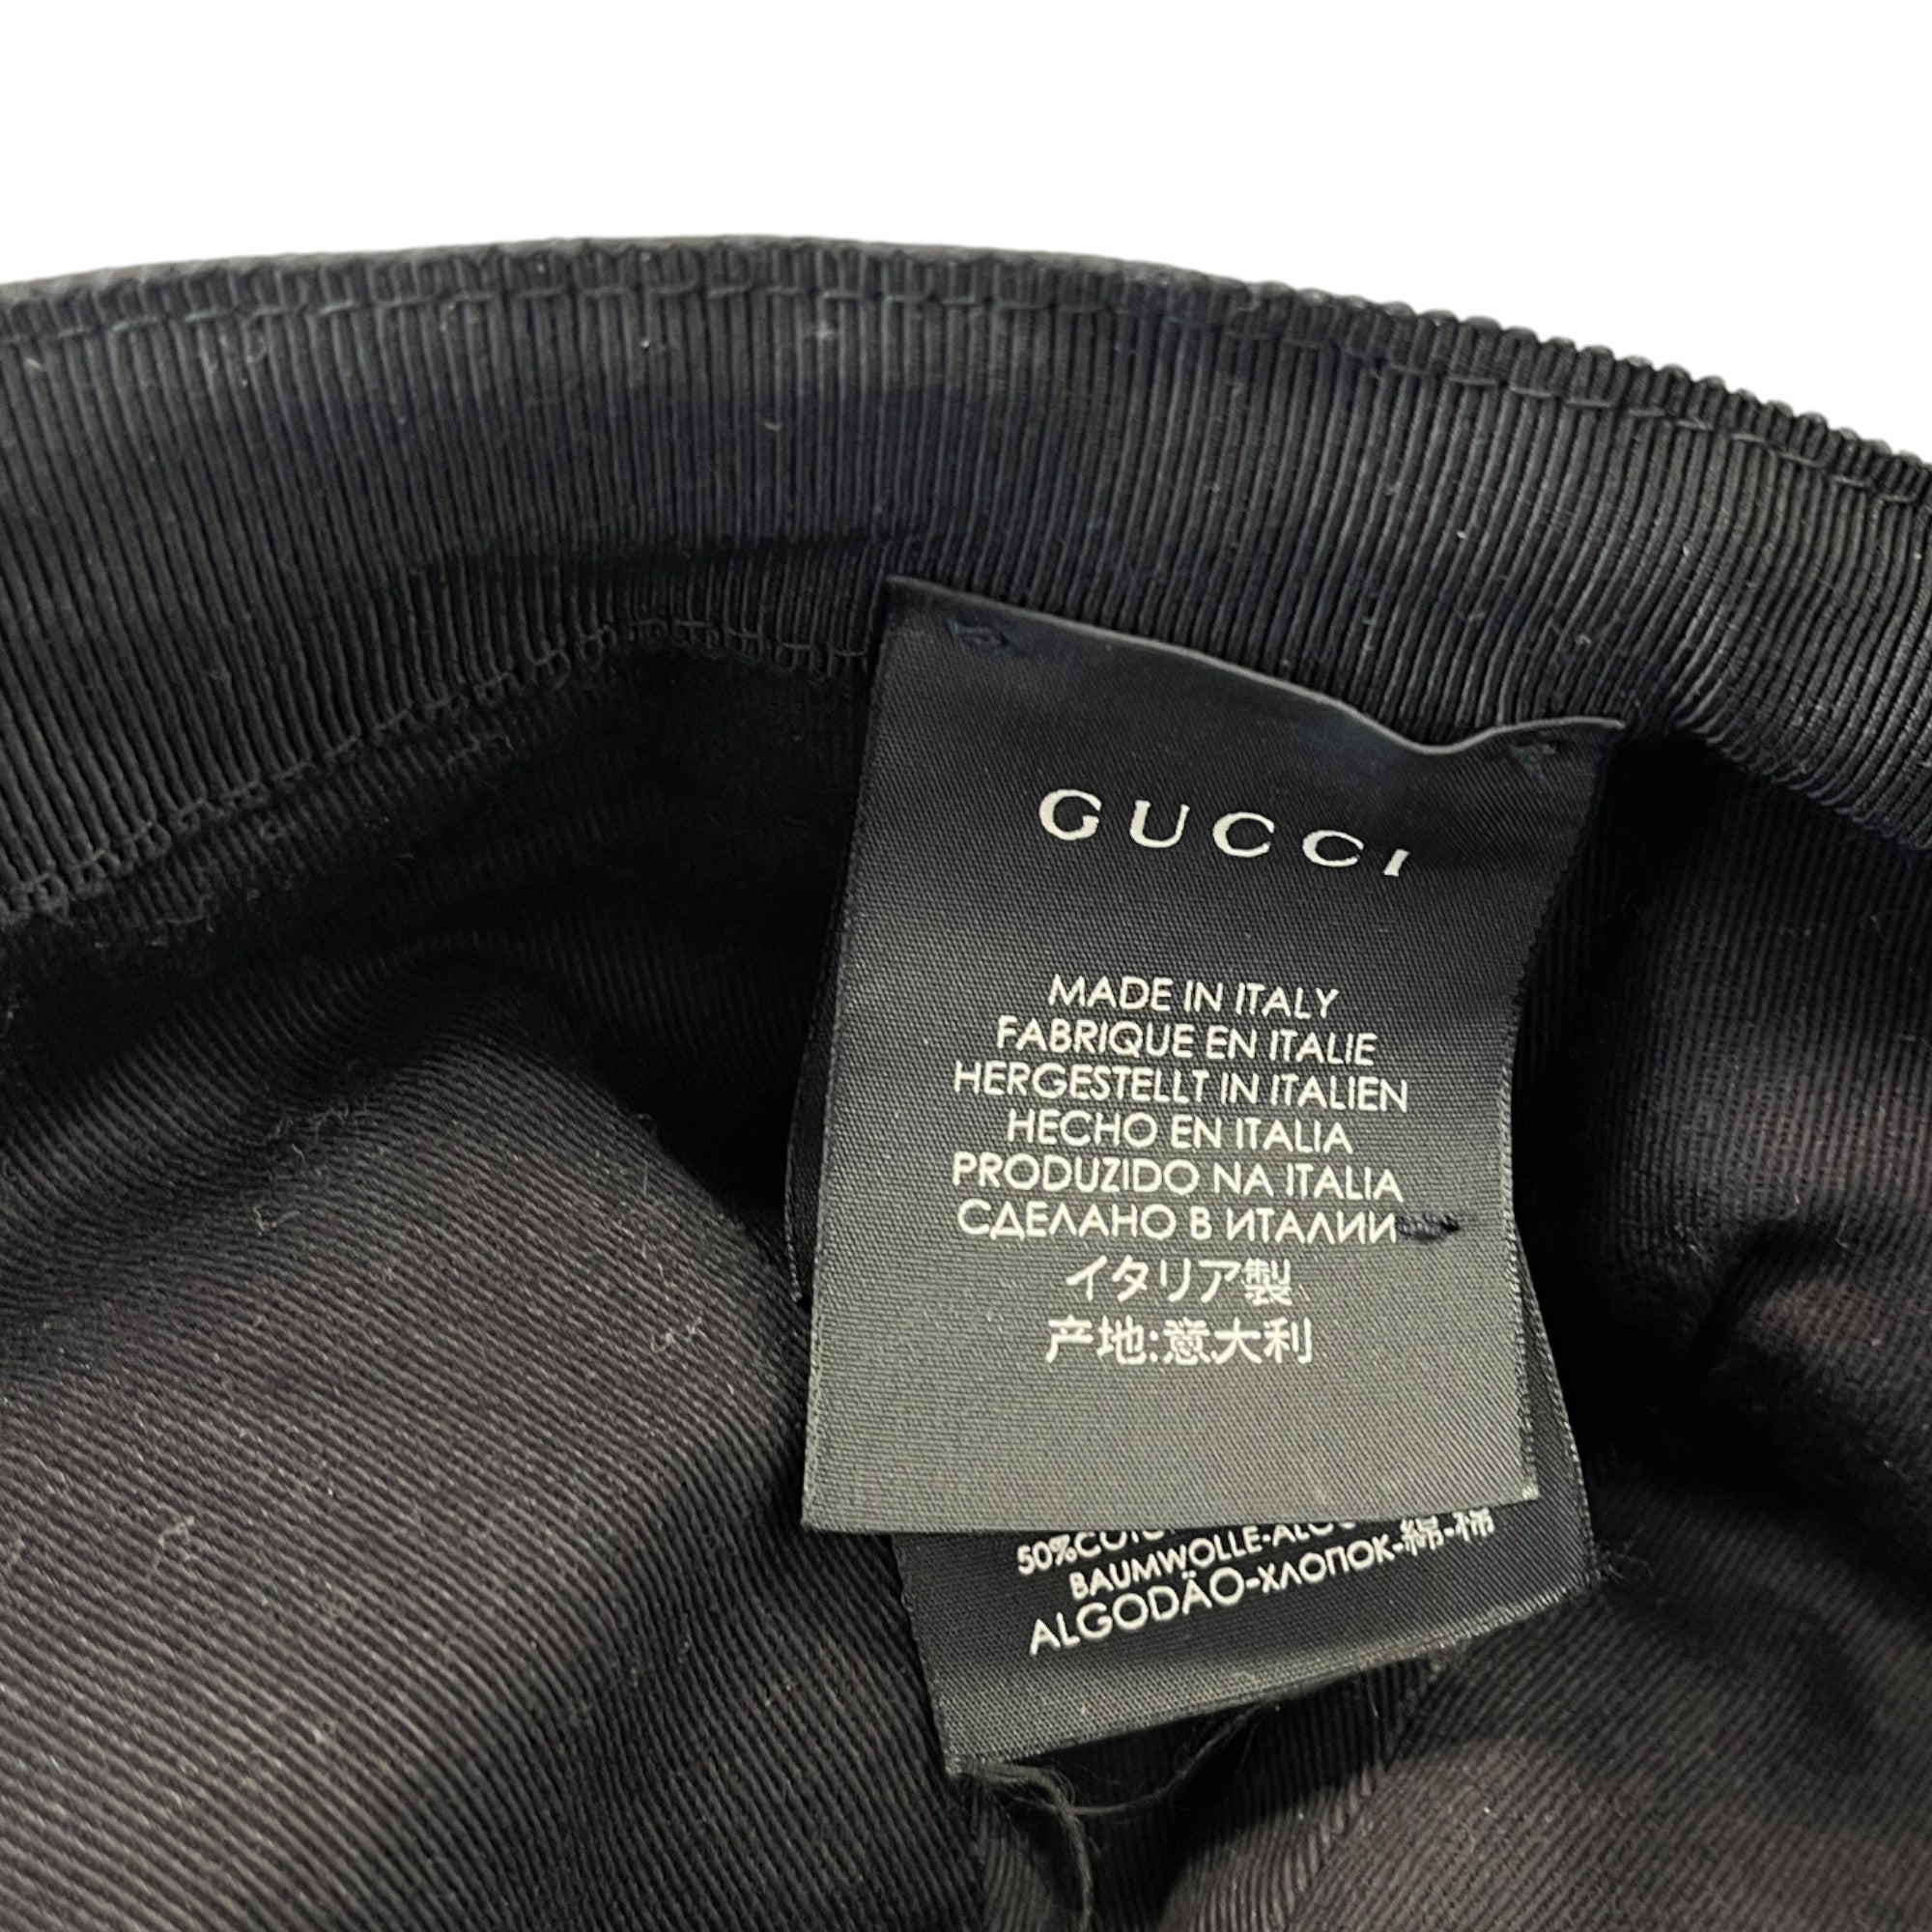 GUCCI
MADE IN ITALY
FABRIQUE EN ITALIE
HERGESTELLT IN ITALIEN
HECHO EN ITALIA
PRODUZIDO NA ITALIA
СДЕЛАНО В ИТАЛИИ
イタリア製
产地:意大利
50%
BAUMWOLLE-
ALGODÃO-ХЛОПОК-綿-棉